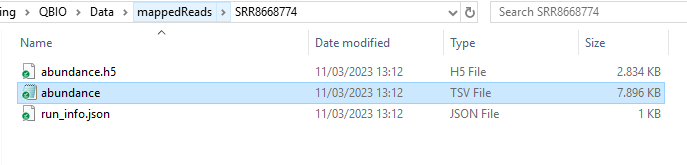 ing > QBIO > Data > mappedReads > SRR8668774 Search SRR8668774
Name Date modified Type Size
abundance.h5 11/03/2023 13:12 H5 File 2.834 KB
abundance 11/03/2023 13:12 TSV File 7.896 KB
run_info.json 11/03/2023 13:12 JSON File 1 KB